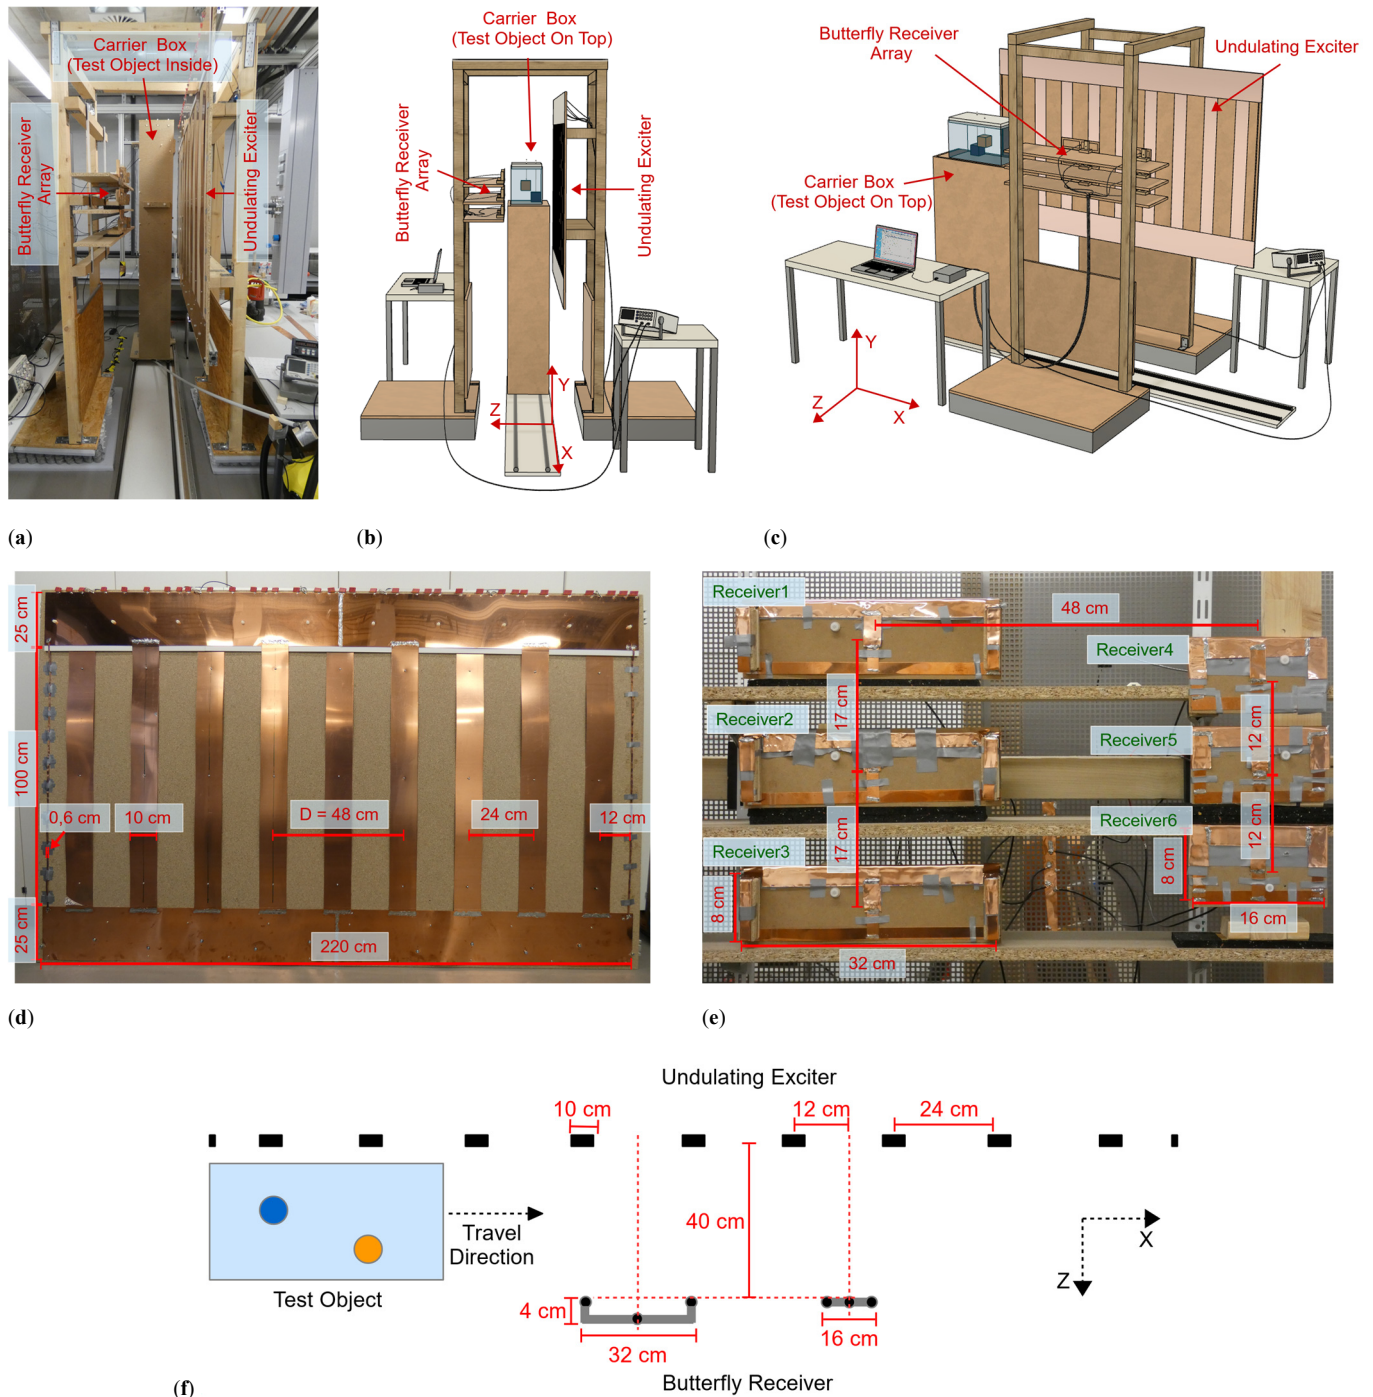 Carrier Box
(Test Object Inside)
Butterfly Receiver
Array
Undulating Exciter
(a)
Carrier Box
(Test Object On Top)
Butterfly Receiver
Array
Undulating Exciter
Y
Z
X
(b)
Butterfly Receiver
Array
Undulating Exciter
Carrier Box
(Test Object On Top)
Y
Z
X
(c)
25 cm
100 cm
25 cm
0,6 cm
10 cm
D = 48 cm
24 cm
12 cm
220 cm
(d)
Receiver1
48 cm
Receiver4
17 cm
Receiver2
Receiver5
12 cm
17 cm
Receiver6
12 cm
Receiver3
8 cm
8 cm
16 cm
32 cm
(e)
Undulating Exciter
10 cm
12 cm
24 cm
40 cm
Travel
Direction
Test Object
X
Z
4 cm
32 cm
16 cm
Butterfly Receiver
(f)